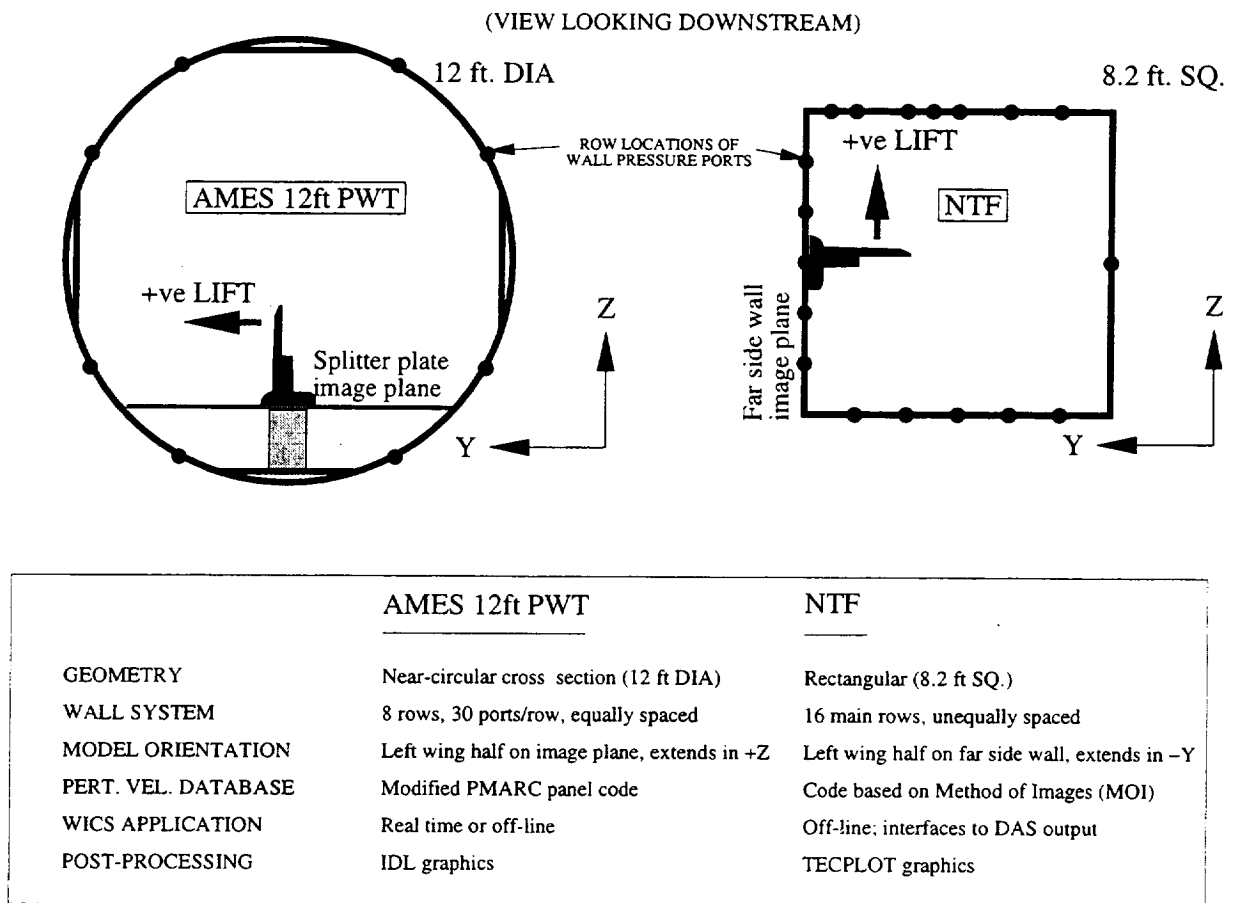 (VIEW LOOKING DOWNSTREAM)
12 ft. DIA
8.2 ft. SQ.
ROW LOCATIONS OF
WALL PRESSURE PORTS
+ve LIFT
AMES 12ft PWT
NTF
+ve LIFT
Splitter plate
image plane
Z
Y
Far side wall
image plane
Z
Y
AMES 12ft PWT NTF
GEOMETRY Near-circular cross section (12 ft DIA) Rectangular (8.2 ft SQ.)
WALL SYSTEM 8 rows, 30 ports/row, equally spaced 16 main rows, unequally spaced
MODEL ORIENTATION Left wing half on image plane, extends in +Z Left wing half on far side wall, extends in –Y
PERT. VEL. DATABASE Modified PMARC panel code Code based on Method of Images (MOI)
WICS APPLICATION Real time or off-line Off-line; interfaces to DAS output
POST-PROCESSING IDL graphics TECPLOT graphics